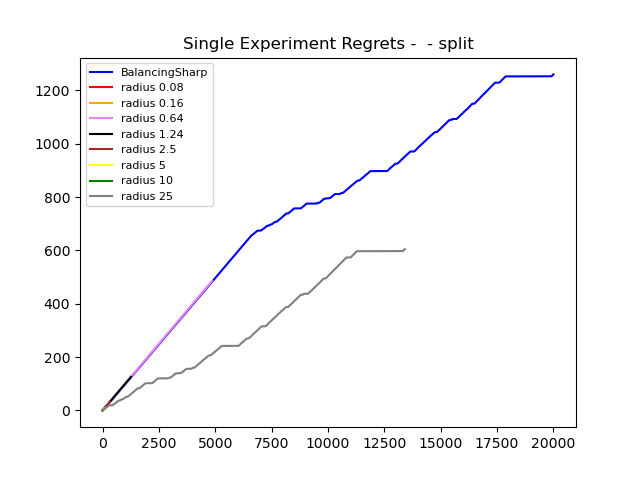 Single Experiment Regrets -  - split
BalancingSharp
radius 0.08
radius 0.16
radius 0.64
radius 1.24
radius 2.5
radius 5
radius 10
radius 25
1200
1000
800
600
400
200
0
0 2500 5000 7500 10000 12500 15000 17500 20000